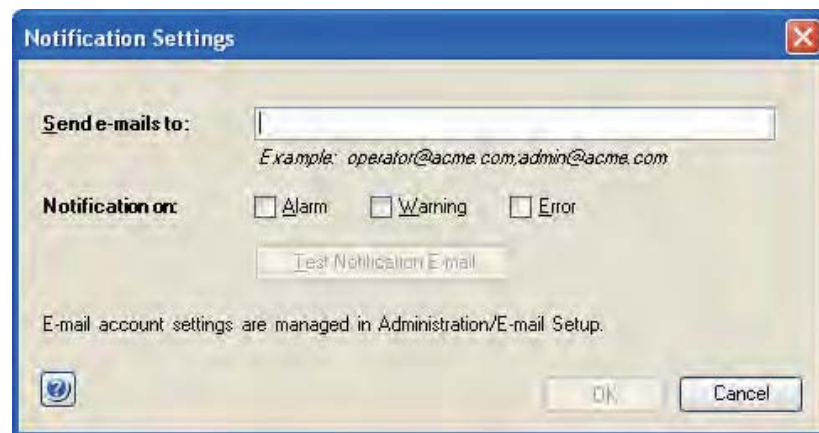 Notification Settings
Send e-mails to:
Example: operator@acme.com;admin@acme.com
Notification on: Alarm Warning Error
Test Notification E-mail
E-mail account settings are managed in Administration/E-mail Setup.
OK Cancel